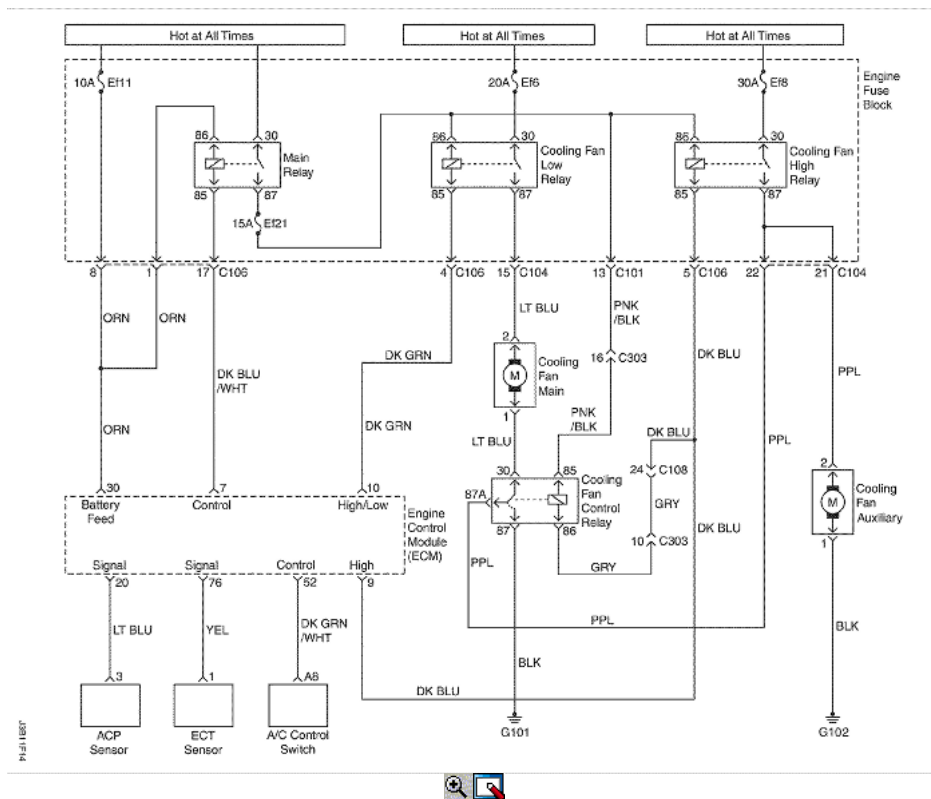 Hot at All Times
Hot at All Times
Hot at All Times
10A Ef11
20A Ef6
30A Ef8
Engine
Fuse
Block
86
30
Main
Relay
85
87
15A Ef21
86
30
Cooling Fan
Low
Relay
85
87
86
30
Cooling Fan
High
Relay
85
87
8
1
17 C106
4 C106
15 C104
13 C101
5 C106
22
21 C104
ORN
ORN
DK BLU
/WHT
DK GRN
LT BLU
PNK
/BLK
DK BLU
PPL
16 C303
2
Cooling
Fan
Main
1
ORN
DK GRN
LT BLU
PNK
/BLK
DK BLU
PPL
24 C108
GRY
10 C303
DK BLU
30
85
87A
Cooling
Fan
Control
Relay
87
86
GRY
PPL
PPL
2
Cooling
Fan
Auxiliary
1
BLK
30
7
10
Battery
Feed
Control
High/Low
Engine
Control
Module
(ECM)
Signal
Signal
Control
High
20
76
52
9
LT BLU
YEL
DK GRN
/WHT
BLK
DK BLU
3
1
A6
ACP
Sensor
ECT
Sensor
A/C Control
Switch
G101
G102
M
M